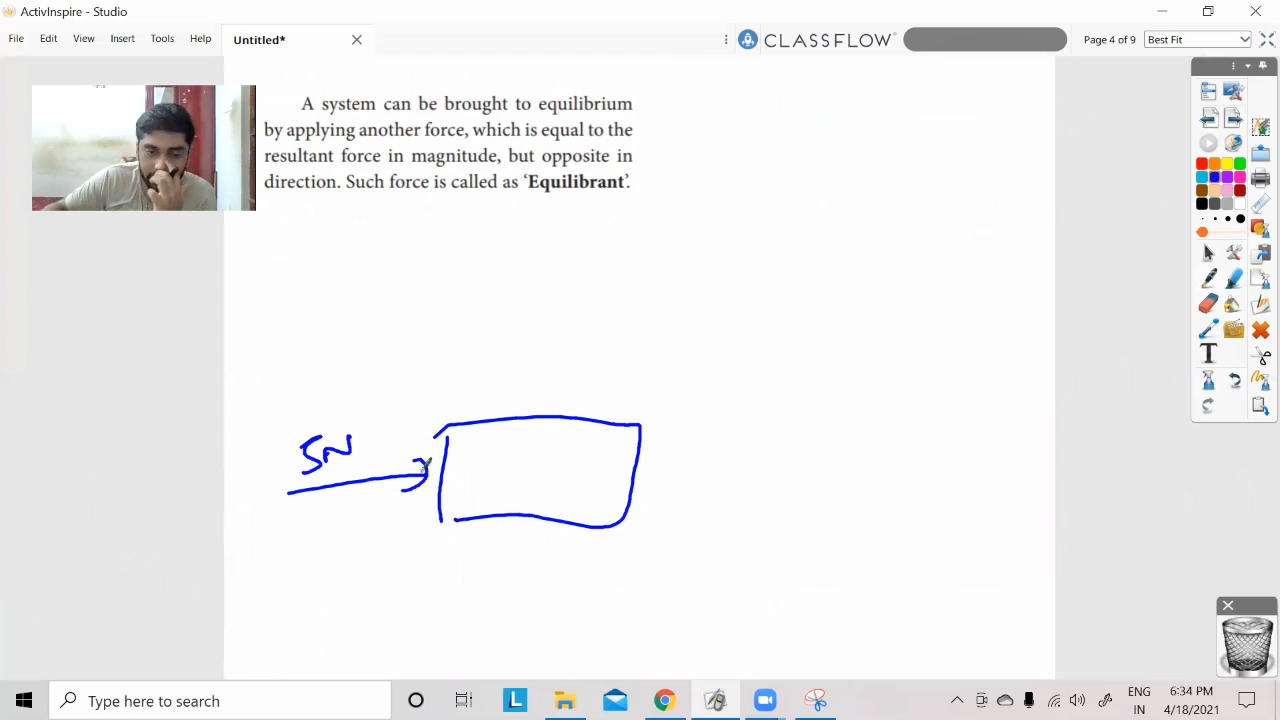 ActivInspire - Studio
File Edit View Insert Tools Help Untitled* CLASSFLOW Page 4 of 9 Best Fit
A system can be brought to equilibrium
by applying another force, which is equal to the
resultant force in magnitude, but opposite in
direction. Such force is called as ‘Equilibrant’.
5N
T
Type here to search L ENG 6:34 PM
IN 4/18/2021